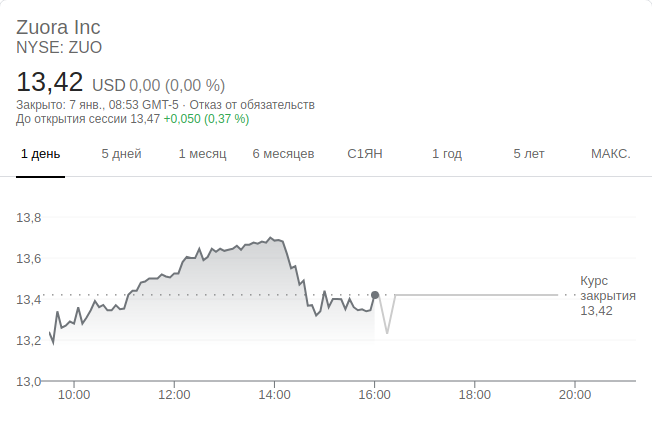 Zuora Inc
NYSE: ZUO
13,42 USD 0,00 (0,00 %)
Закрыто: 7 янв., 08:53 GMT-5 · Отказ от обязательств
До открытия сессии 13,47 +0,050 (0,37 %)
1 день 5 дней 1 месяц 6 месяцев С1ЯН 1 год 5 лет МАКС.
13,8
13,6
13,4
13,2
13,0
Курс
закрытия
13,42
10:00 12:00 14:00 16:00 18:00 20:00